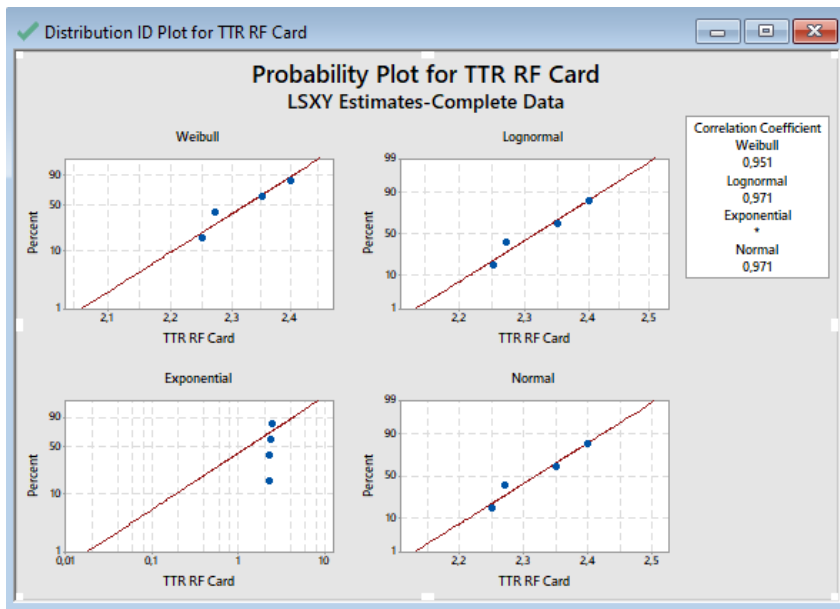 Distribution ID Plot for TTR RF Card
Probability Plot for TTR RF Card
LSXY Estimates-Complete Data
Weibull
Percent
90
50
10
1
2,1
2,2
2,3
2,4
TTR RF Card
Lognormal
Percent
99
90
50
10
1
2,2
2,3
2,4
2,5
TTR RF Card
Correlation Coefficient
Weibull
0,951
Lognormal
0,971
Exponential
*
Normal
0,971
Exponential
Percent
90
50
10
1
0,01
0,1
1
10
TTR RF Card
Normal
Percent
99
90
50
10
1
2,2
2,3
2,4
2,5
TTR RF Card